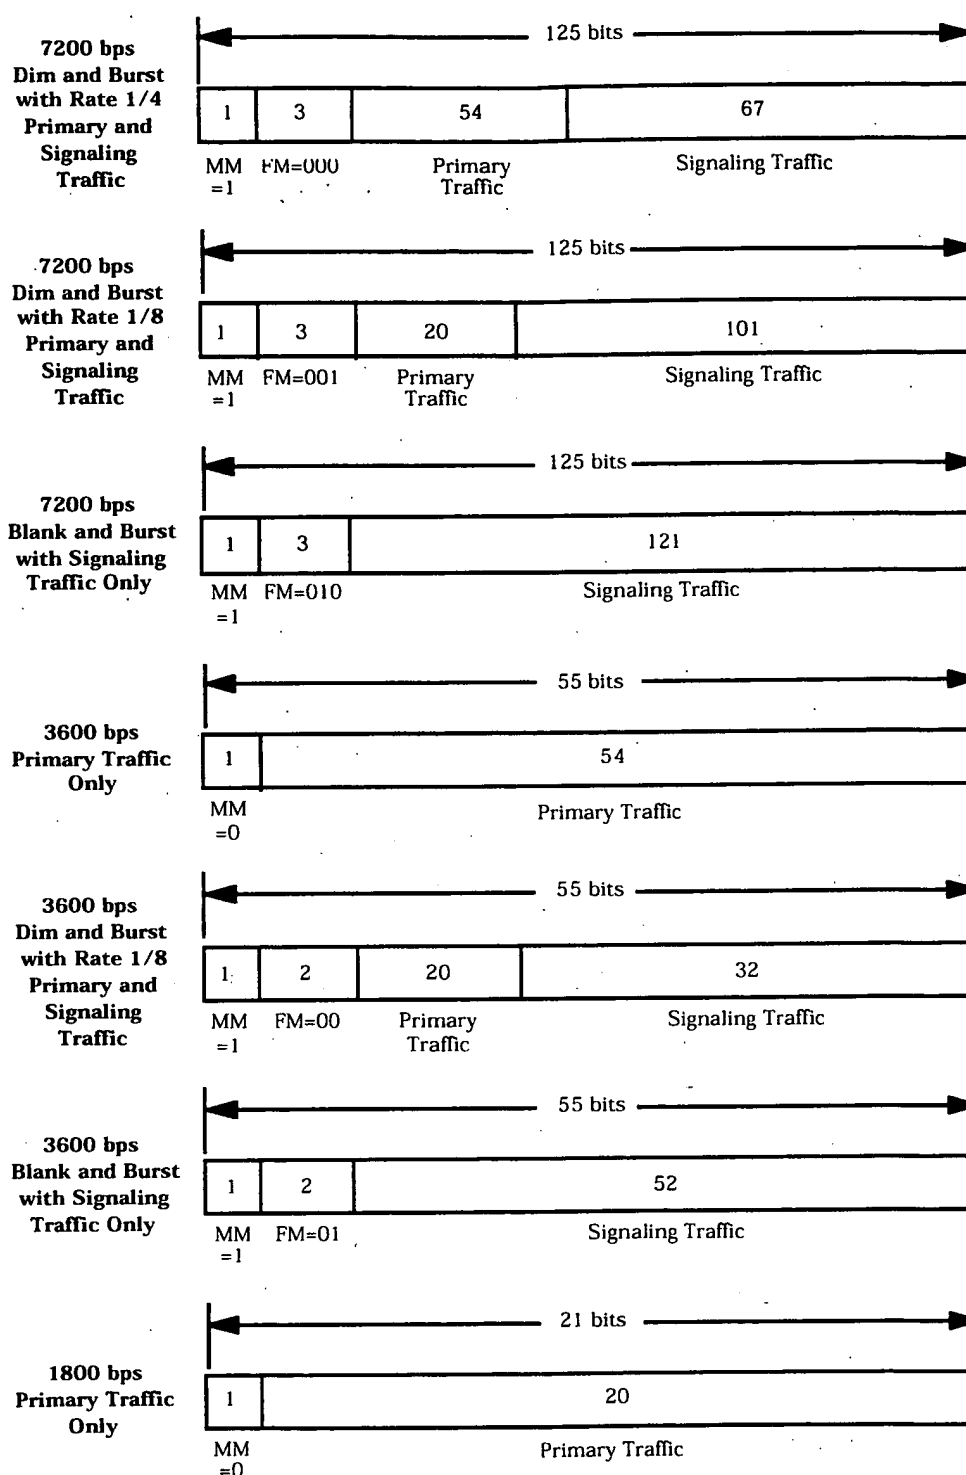 125 bits
7200 bps
Dim and Burst
with Rate 1/4
Primary and
Signaling
Traffic
1 3 54 67
MM
=1
FM=000
Primary
Traffic
Signaling Traffic
125 bits
7200 bps
Dim and Burst
with Rate 1/8
Primary and
Signaling
Traffic
1 3 20 101
MM
=1
FM=001
Primary
Traffic
Signaling Traffic
125 bits
7200 bps
Blank and Burst
with Signaling
Traffic Only
1 3 121
MM
=1
FM=010
Signaling Traffic
55 bits
3600 bps
Primary Traffic
Only
1 54
MM
=0
Primary Traffic
55 bits
3600 bps
Dim and Burst
with Rate 1/8
Primary and
Signaling
Traffic
1 2 20 32
MM
=1
FM=00
Primary
Traffic
Signaling Traffic
55 bits
3600 bps
Blank and Burst
with Signaling
Traffic Only
1 2 52
MM
=1
FM=01
Signaling Traffic
21 bits
1800 bps
Primary Traffic
Only
1 20
MM
=0
Primary Traffic